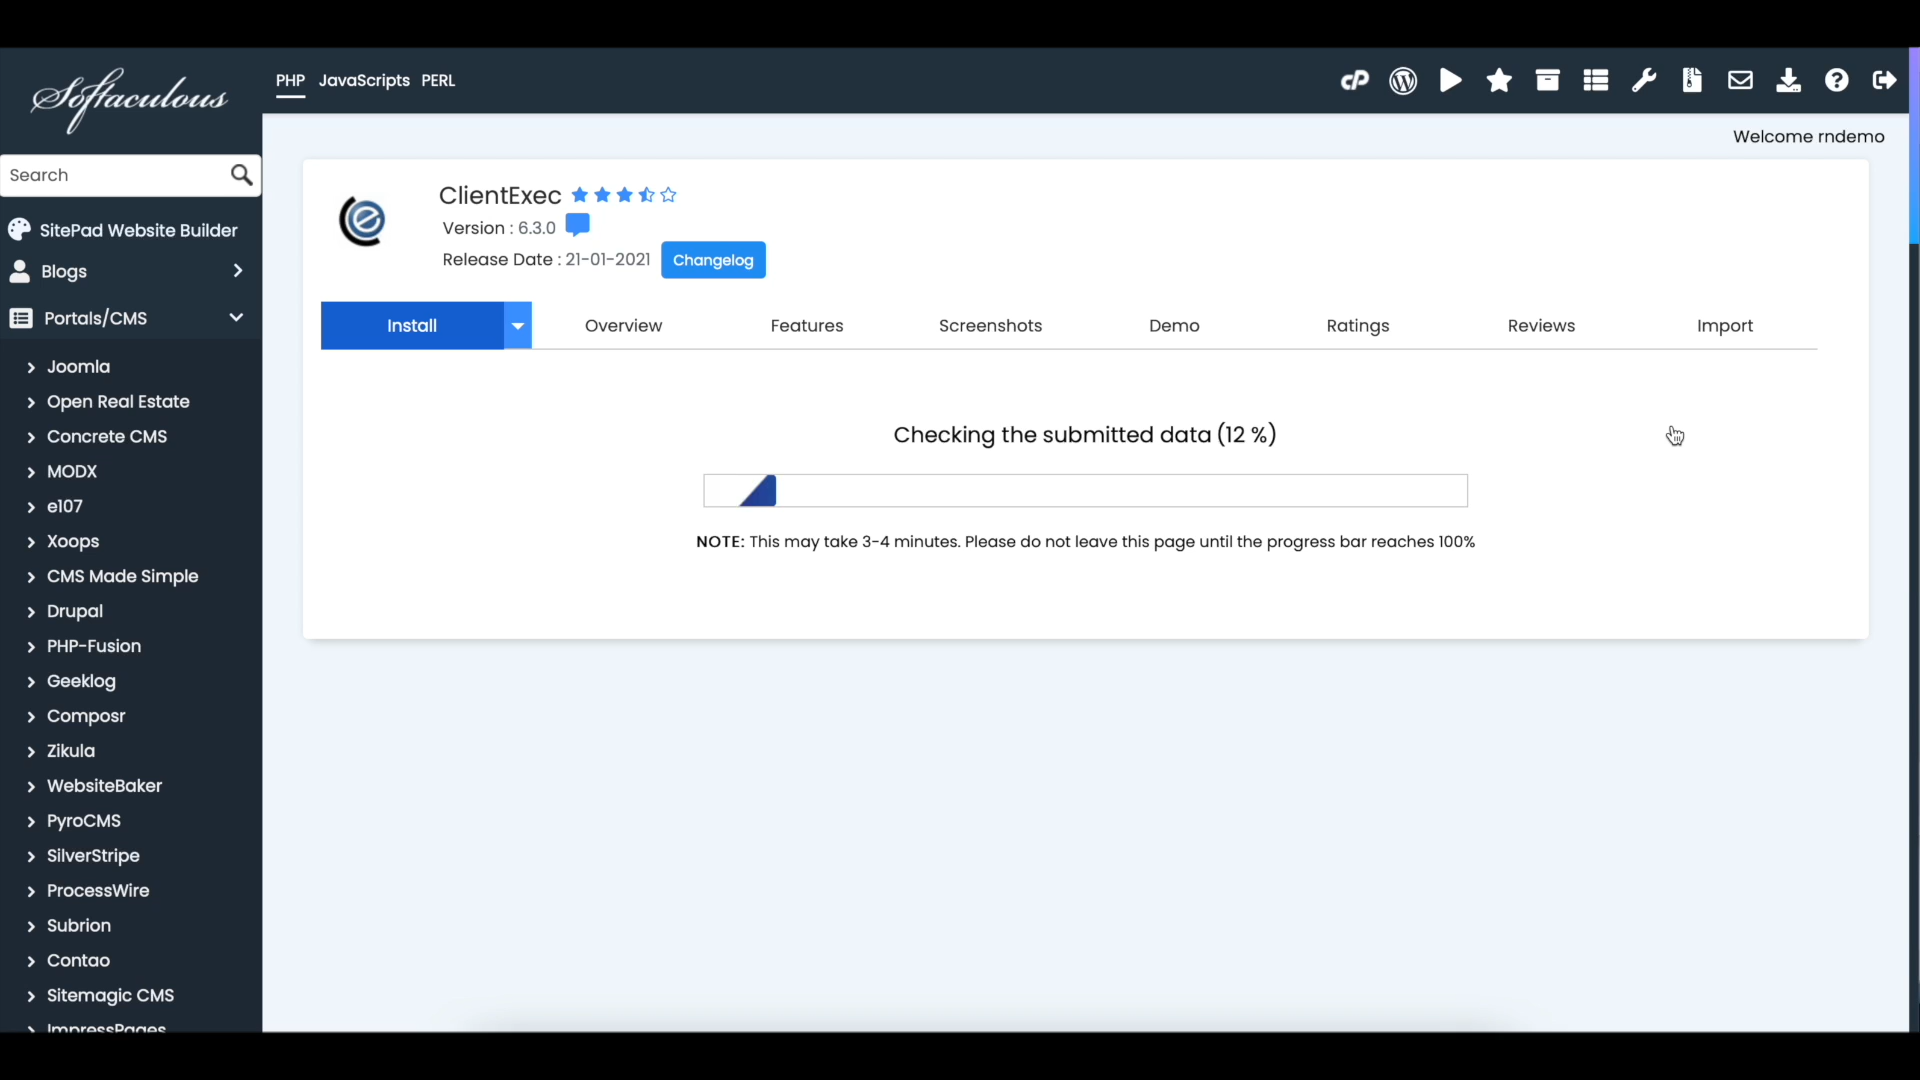 Softaculous
PHP JavaScripts PERL
Welcome rndemo
Search
SitePad Website Builder
Blogs
Portals/CMS
Joomla
Open Real Estate
Concrete CMS
MODX
e107
Xoops
CMS Made Simple
Drupal
PHP-Fusion
Geeklog
Composr
Zikula
WebsiteBaker
PyroCMS
SilverStripe
ProcessWire
Subrion
Contao
Sitemagic CMS
ImpressPages
ClientExec
Version : 6.3.0
Release Date : 21-01-2021 Changelog
Install Overview Features Screenshots Demo Ratings Reviews Import
Checking the submitted data (12 %)
NOTE: This may take 3-4 minutes. Please do not leave this page until the progress bar reaches 100%